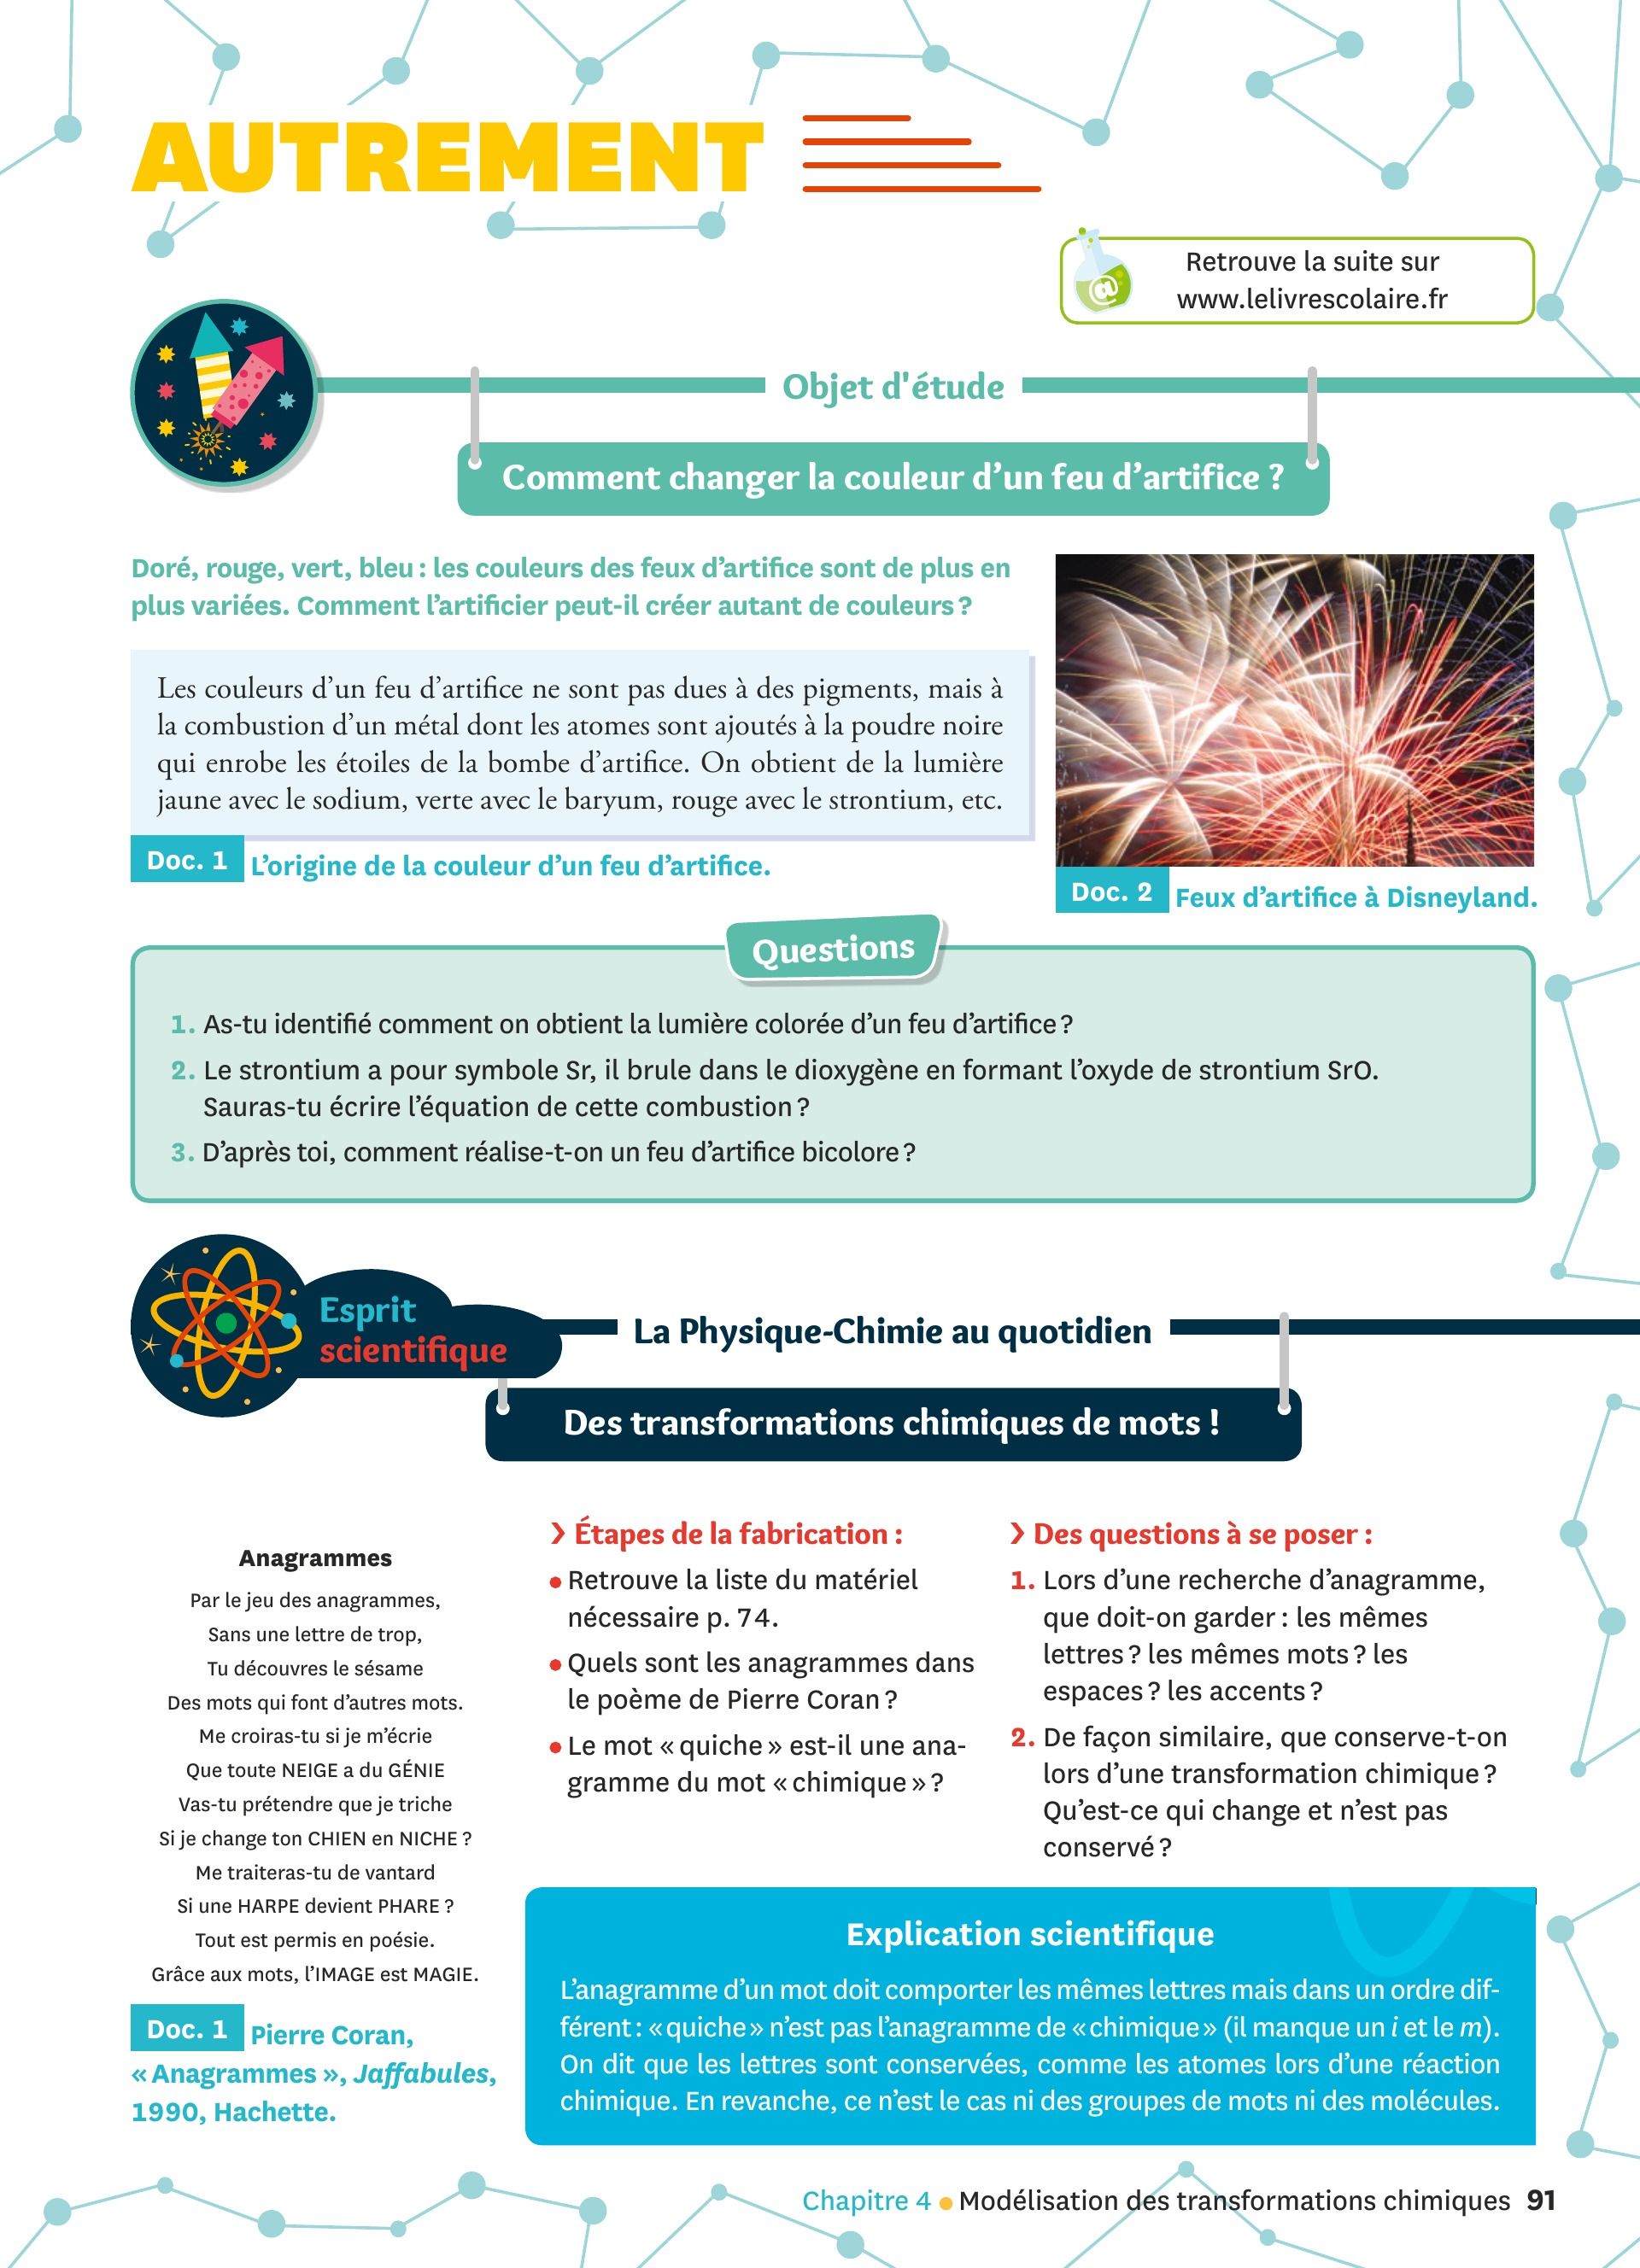 AUTREMENT
Retrouve la suite sur
www.lelivrescolaire.fr
Objet d'étude
Comment changer la couleur d’un feu d’artifice ?
Doré, rouge, vert, bleu : les couleurs des feux d’artifice sont de plus en
plus variées. Comment l’artificier peut-il créer autant de couleurs ?
Les couleurs d’un feu d’artifice ne sont pas dues à des pigments, mais à
la combustion d’un métal dont les atomes sont ajoutés à la poudre noire
qui enrobe les étoiles de la bombe d’artifice. On obtient de la lumière
jaune avec le sodium, verte avec le baryum, rouge avec le strontium, etc.
Doc. 1 L’origine de la couleur d’un feu d’artifice.
Doc. 2 Feux d’artifice à Disneyland.
Questions
1. As-tu identifié comment on obtient la lumière colorée d’un feu d’artifice ?
2. Le strontium a pour symbole Sr, il brule dans le dioxygène en formant l’oxyde de strontium SrO.
Sauras-tu écrire l’équation de cette combustion ?
3. D’après toi, comment réalise-t-on un feu d’artifice bicolore ?
Esprit
scientifique
La Physique-Chimie au quotidien
Des transformations chimiques de mots !
Anagrammes
Par le jeu des anagrammes,
Sans une lettre de trop,
Tu découvres le sésame
Des mots qui font d’autres mots.
Me croiras-tu si je m’écrie
Que toute NEIGE a du GÉNIE
Vas-tu prétendre que je triche
Si je change ton CHIEN en NICHE ?
Me traiteras-tu de vantard
Si une HARPE devient PHARE ?
Tout est permis en poésie.
Grâce aux mots, l’IMAGE est MAGIE.
Doc. 1 Pierre Coran,
« Anagrammes », Jaffabules,
1990, Hachette.
Étapes de la fabrication :
• Retrouve la liste du matériel
nécessaire p. 74.
• Quels sont les anagrammes dans
le poème de Pierre Coran ?
• Le mot « quiche » est-il une ana-
gramme du mot « chimique » ?
Des questions à se poser :
1. Lors d’une recherche d’anagramme,
que doit-on garder : les mêmes
lettres ? les mêmes mots ? les
espaces ? les accents ?
2. De façon similaire, que conserve-t-on
lors d’une transformation chimique ?
Qu’est-ce qui change et n’est pas
conservé ?
Explication scientifique
L’anagramme d’un mot doit comporter les mêmes lettres mais dans un ordre dif-
férent : « quiche » n’est pas l’anagramme de « chimique » (il manque un i et le m).
On dit que les lettres sont conservées, comme les atomes lors d’une réaction
chimique. En revanche, ce n’est le cas ni des groupes de mots ni des molécules.
Chapitre 4 • Modélisation des transformations chimiques 91